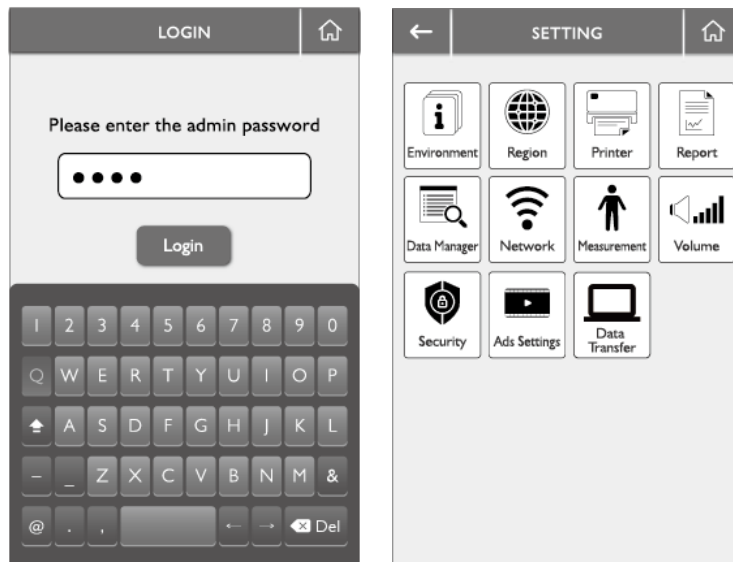 LOGIN
Please enter the admin password
Login
1 2 3 4 5 6 7 8 9 0
Q W E R T Y U I O P
A S D F G H J K L
– _ Z X C V B N M &
@ . , ← → Del
← SETTING
Environment Region Printer Report
Data Manager Network Measurement Volume
Security Ads Settings Data
Transfer